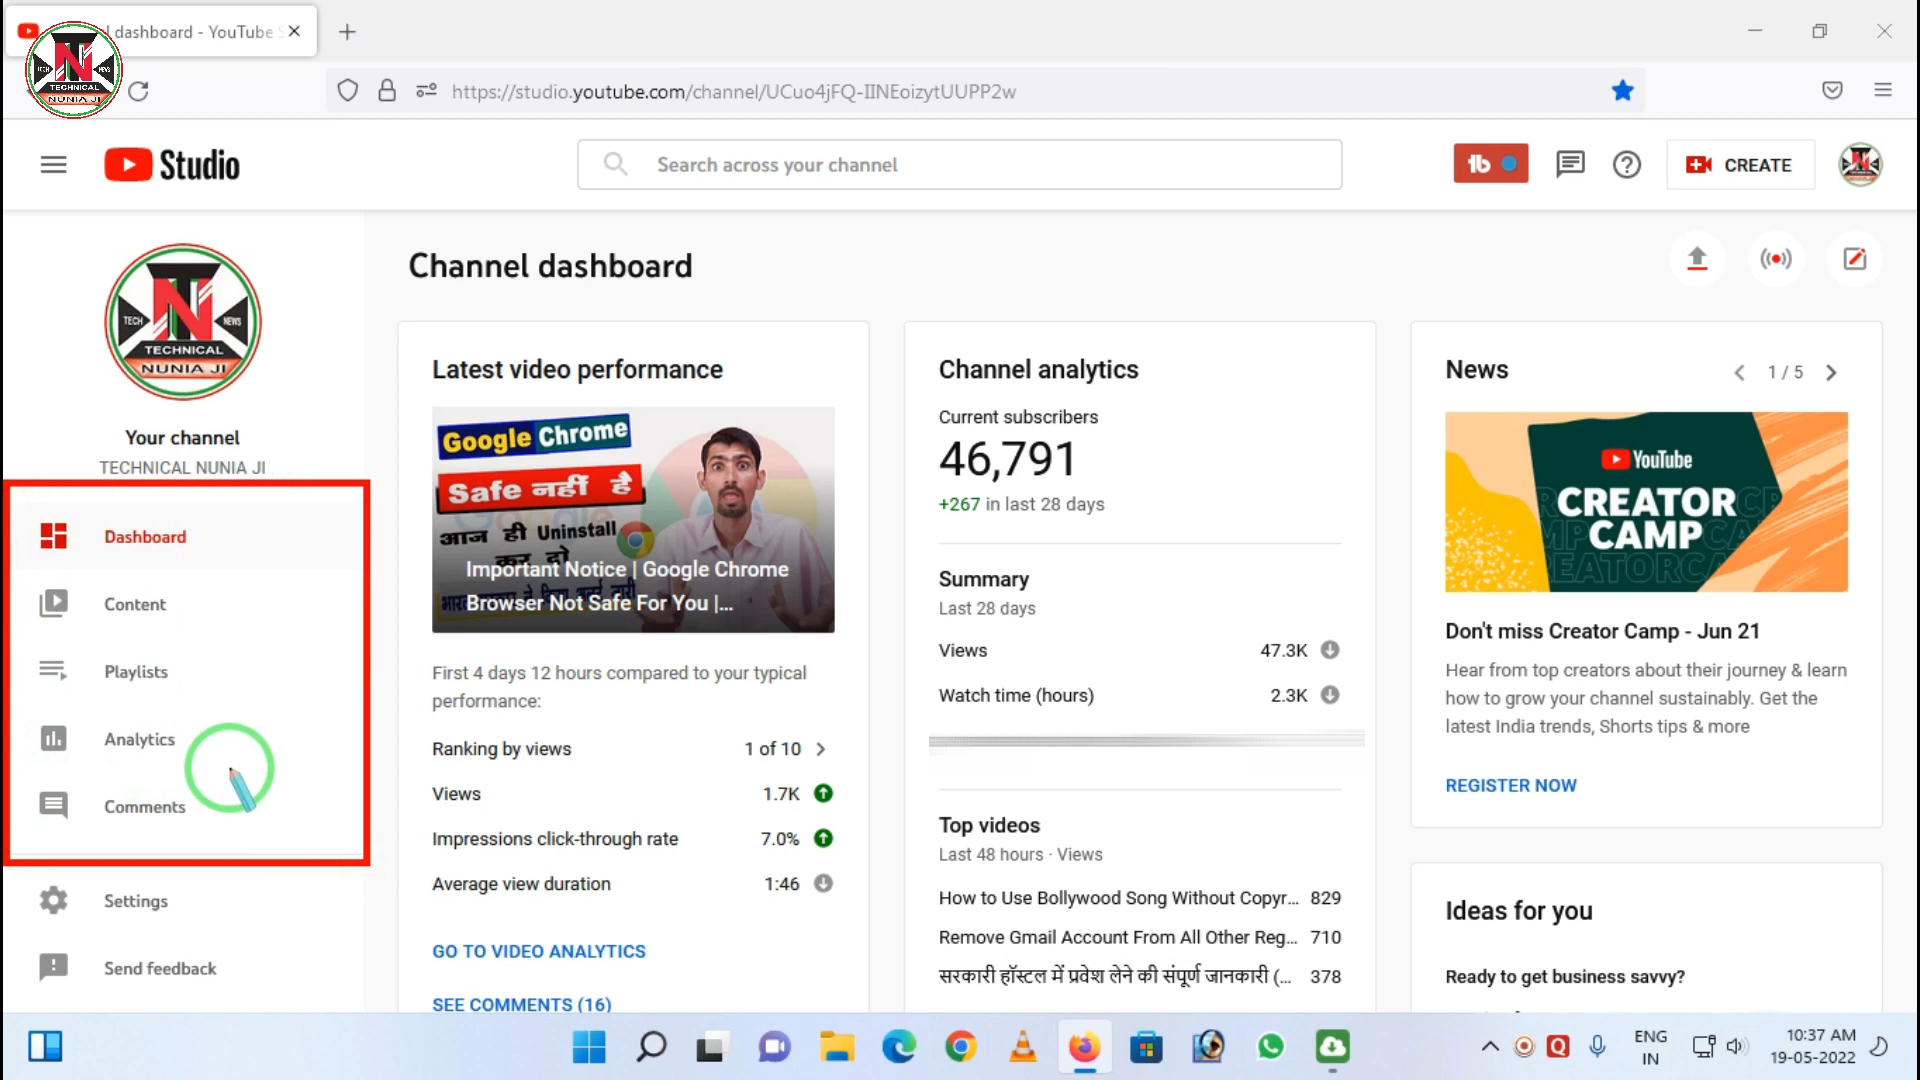 dashboard - YouTube S
TECH NEWS
TECHNICAL
NUNIA JI
https://studio.youtube.com/channel/UCuo4jFQ-IINEoizytUUPP2w
Studio
Search across your channel
CREATE
TECH NEWS
TECHNICAL
NUNIA JI
Your channel
TECHNICAL NUNIA JI
Dashboard
Content
Playlists
Analytics
Comments
Settings
Send feedback
Channel dashboard
Latest video performance
Google Chrome
Safe नहीं है
आज ही Uninstall
कर दो
Important Notice | Google Chrome
Browser Not Safe For You |...
First 4 days 12 hours compared to your typical
performance:
Ranking by views 1 of 10
Views 1.7K
Impressions click-through rate 7.0%
Average view duration 1:46
GO TO VIDEO ANALYTICS
SEE COMMENTS (16)
Channel analytics
Current subscribers
46,791
+267 in last 28 days
Summary
Last 28 days
Views 47.3K
Watch time (hours) 2.3K
Top videos
Last 48 hours · Views
How to Use Bollywood Song Without Copyr... 829
Remove Gmail Account From All Other Reg... 710
सरकारी हॉस्टल में प्रवेश लेने की संपूर्ण जानकारी (... 378
News
1 / 5
YouTube
CREATOR
CAMP
Don't miss Creator Camp - Jun 21
Hear from top creators about their journey & learn
how to grow your channel sustainably. Get the
latest India trends, Shorts tips & more
REGISTER NOW
Ideas for you
Ready to get business savvy?
ENG
IN
10:37 AM
19-05-2022